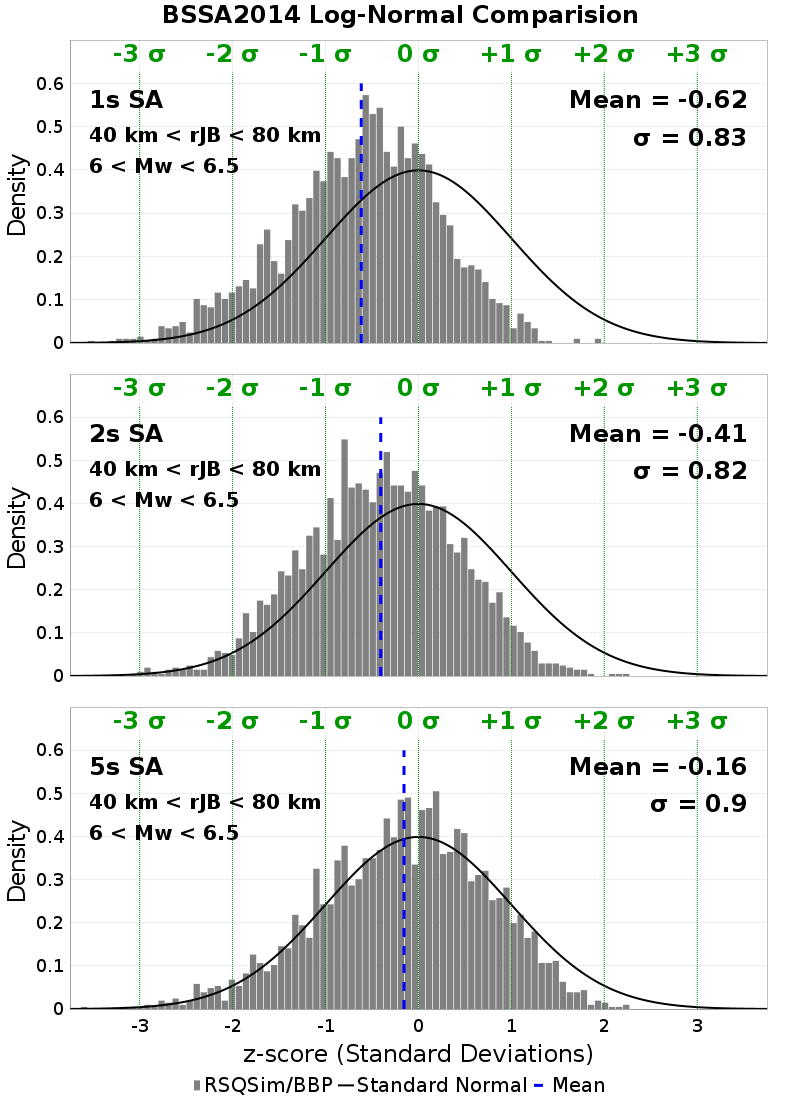 BSSA2014 Log-Normal Comparision
-3 σ -2 σ -1 σ 0 σ +1 σ +2 σ +3 σ
0.6
1s SA Mean = -0.62
0.5
40 km < rJB < 80 km σ = 0.83
6 < Mw < 6.5
0.4
0.3
0.2
0.1
0
Density
-3 σ -2 σ -1 σ 0 σ +1 σ +2 σ +3 σ
0.6
2s SA Mean = -0.41
0.5
40 km < rJB < 80 km σ = 0.82
6 < Mw < 6.5
0.4
0.3
0.2
0.1
0
Density
-3 σ -2 σ -1 σ 0 σ +1 σ +2 σ +3 σ
0.6
5s SA Mean = -0.16
0.5
40 km < rJB < 80 km σ = 0.9
6 < Mw < 6.5
0.4
0.3
0.2
0.1
0
Density
-3 -2 -1 0 1 2 3
z-score (Standard Deviations)
RSQSim/BBP Standard Normal Mean